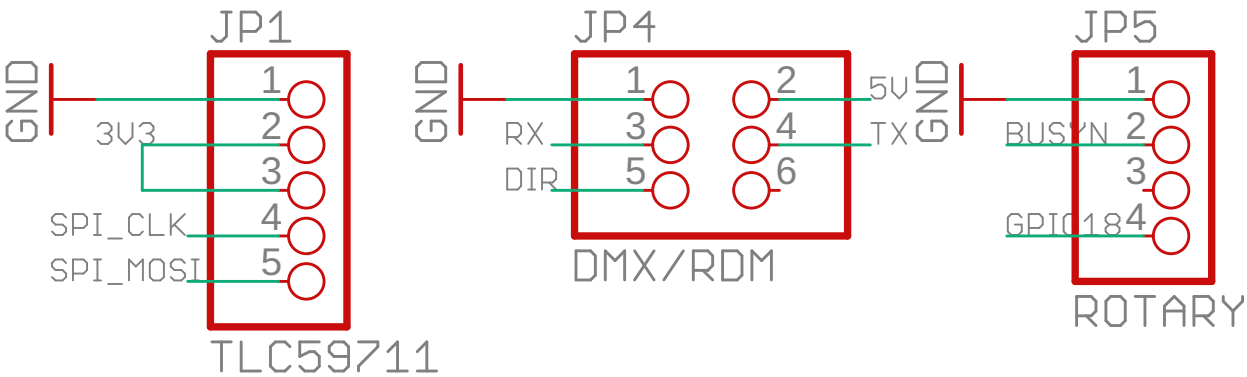 JP1
GND
1
3V3
2
3
SPI_CLK
4
SPI_MOSI
5
TLC59711
JP4
GND
1
2
5V
RX
3
4
TX
DIR
5
6
DMX/RDM
JP5
GND
1
BUSYN
2
3
GPIO18
4
ROTARY